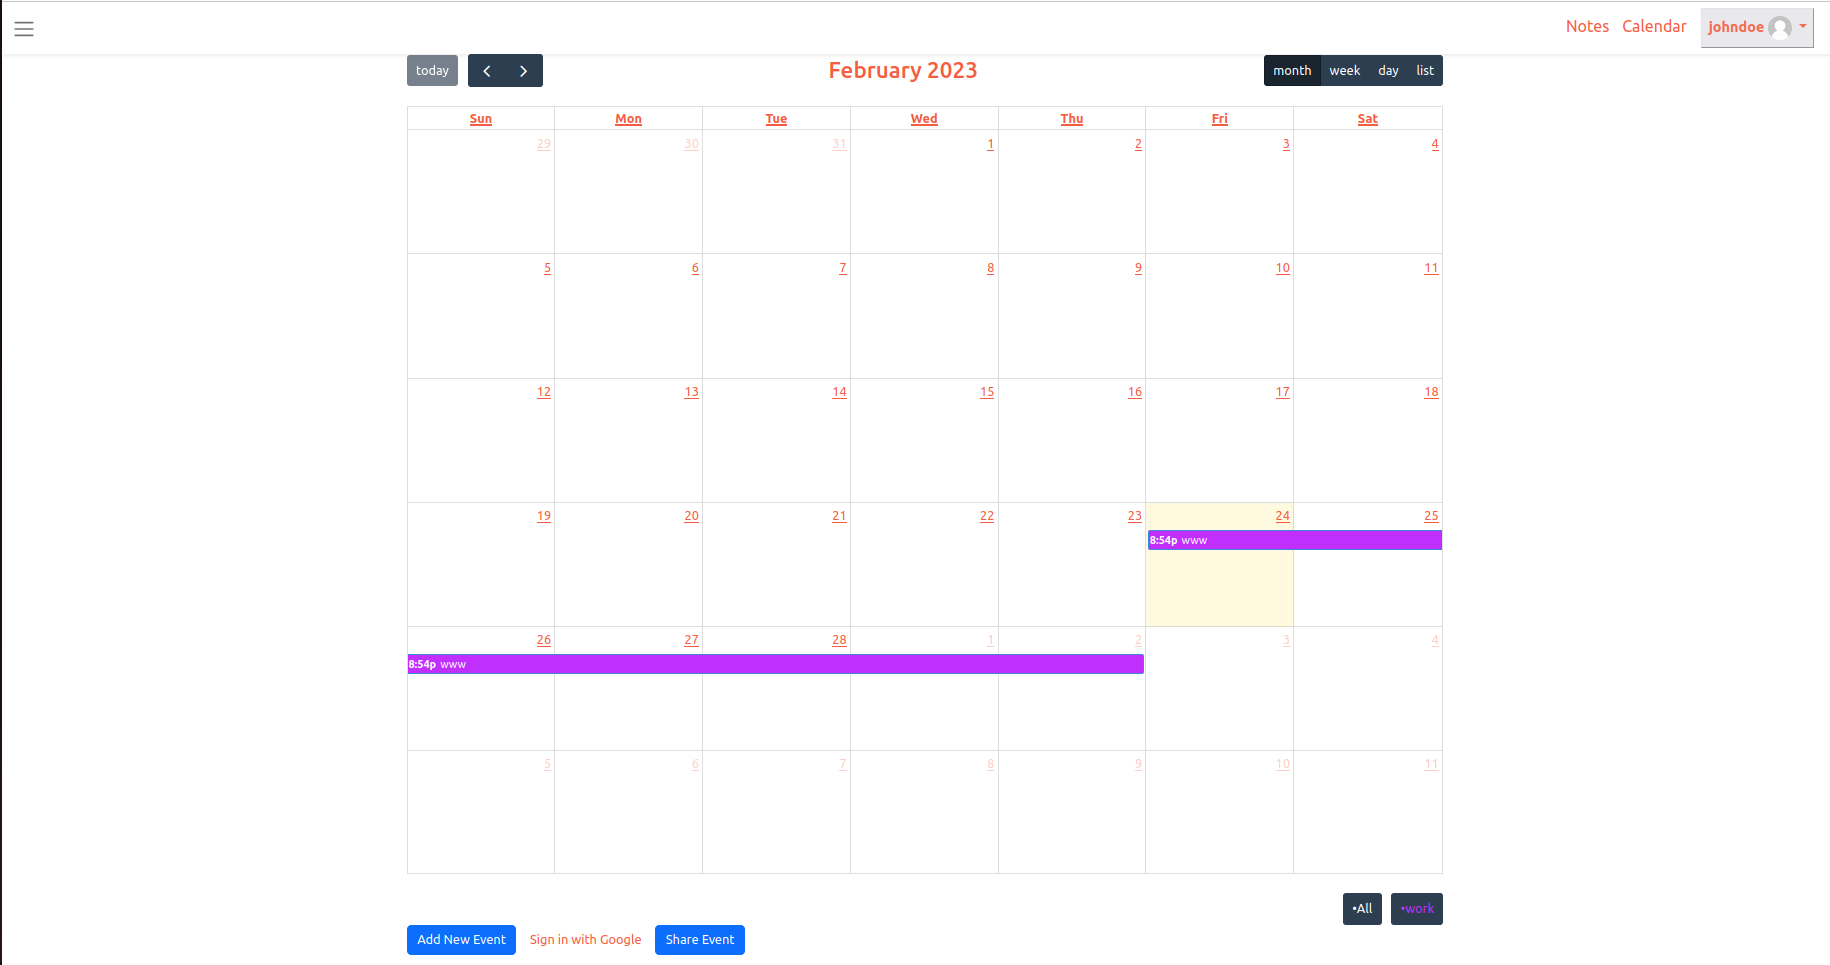 Notes Calendar johndoe
today February 2023 month week day list
Sun Mon Tue Wed Thu Fri Sat
29 30 31 1 2 3 4
5 6 7 8 9 10 11
12 13 14 15 16 17 18
19 20 21 22 23 24 25
8:54p www
26 27 28 1 2 3 4
8:54p www
5 6 7 8 9 10 11
•All •work
Add New Event Sign in with Google Share Event